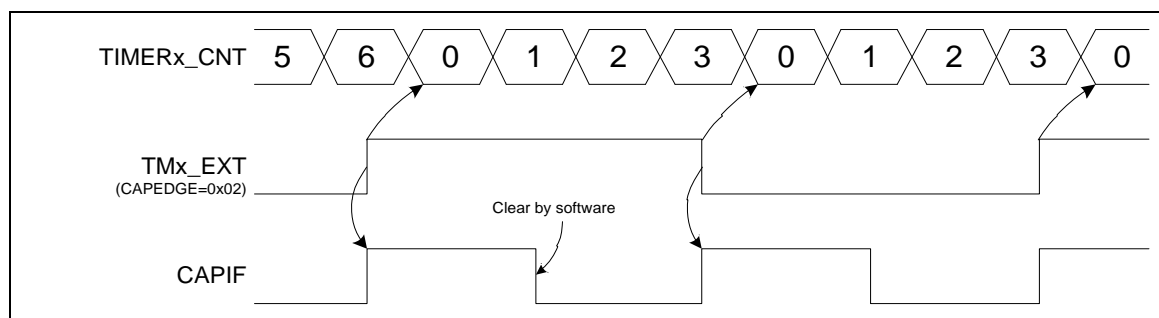 TIMERx_CNT 5 6 0 1 2 3 0 1 2 3 0
TMx_EXT
(CAPEDGE=0x02)
Clear by software
CAPIF